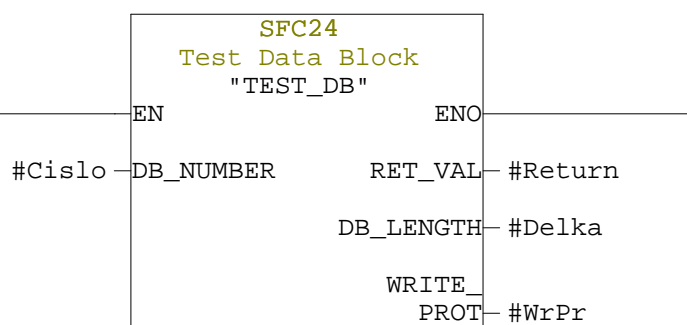 SFC24
Test Data Block
"TEST_DB"
EN ENO
#Cislo DB_NUMBER RET_VAL #Return
DB_LENGTH #Delka
WRITE_
PROT #WrPr